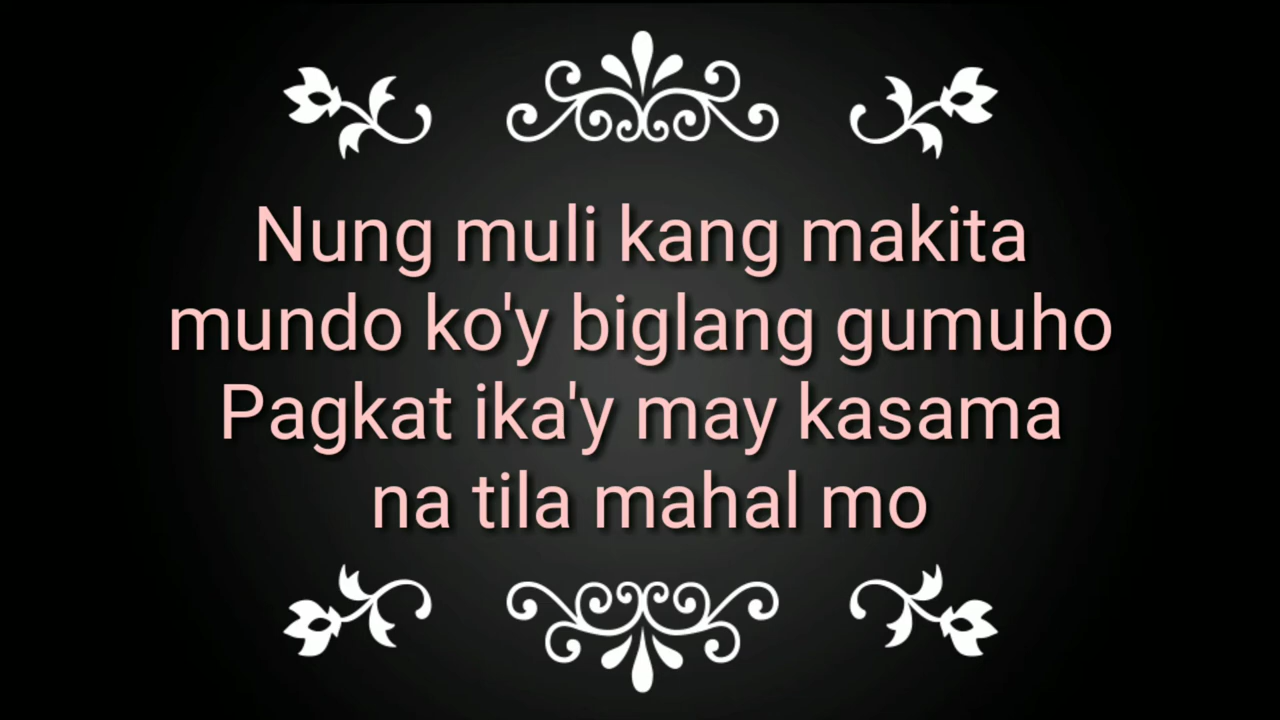 Nung muli kang makita
mundo ko'y biglang gumuho
Pagkat ika'y may kasama
na tila mahal mo